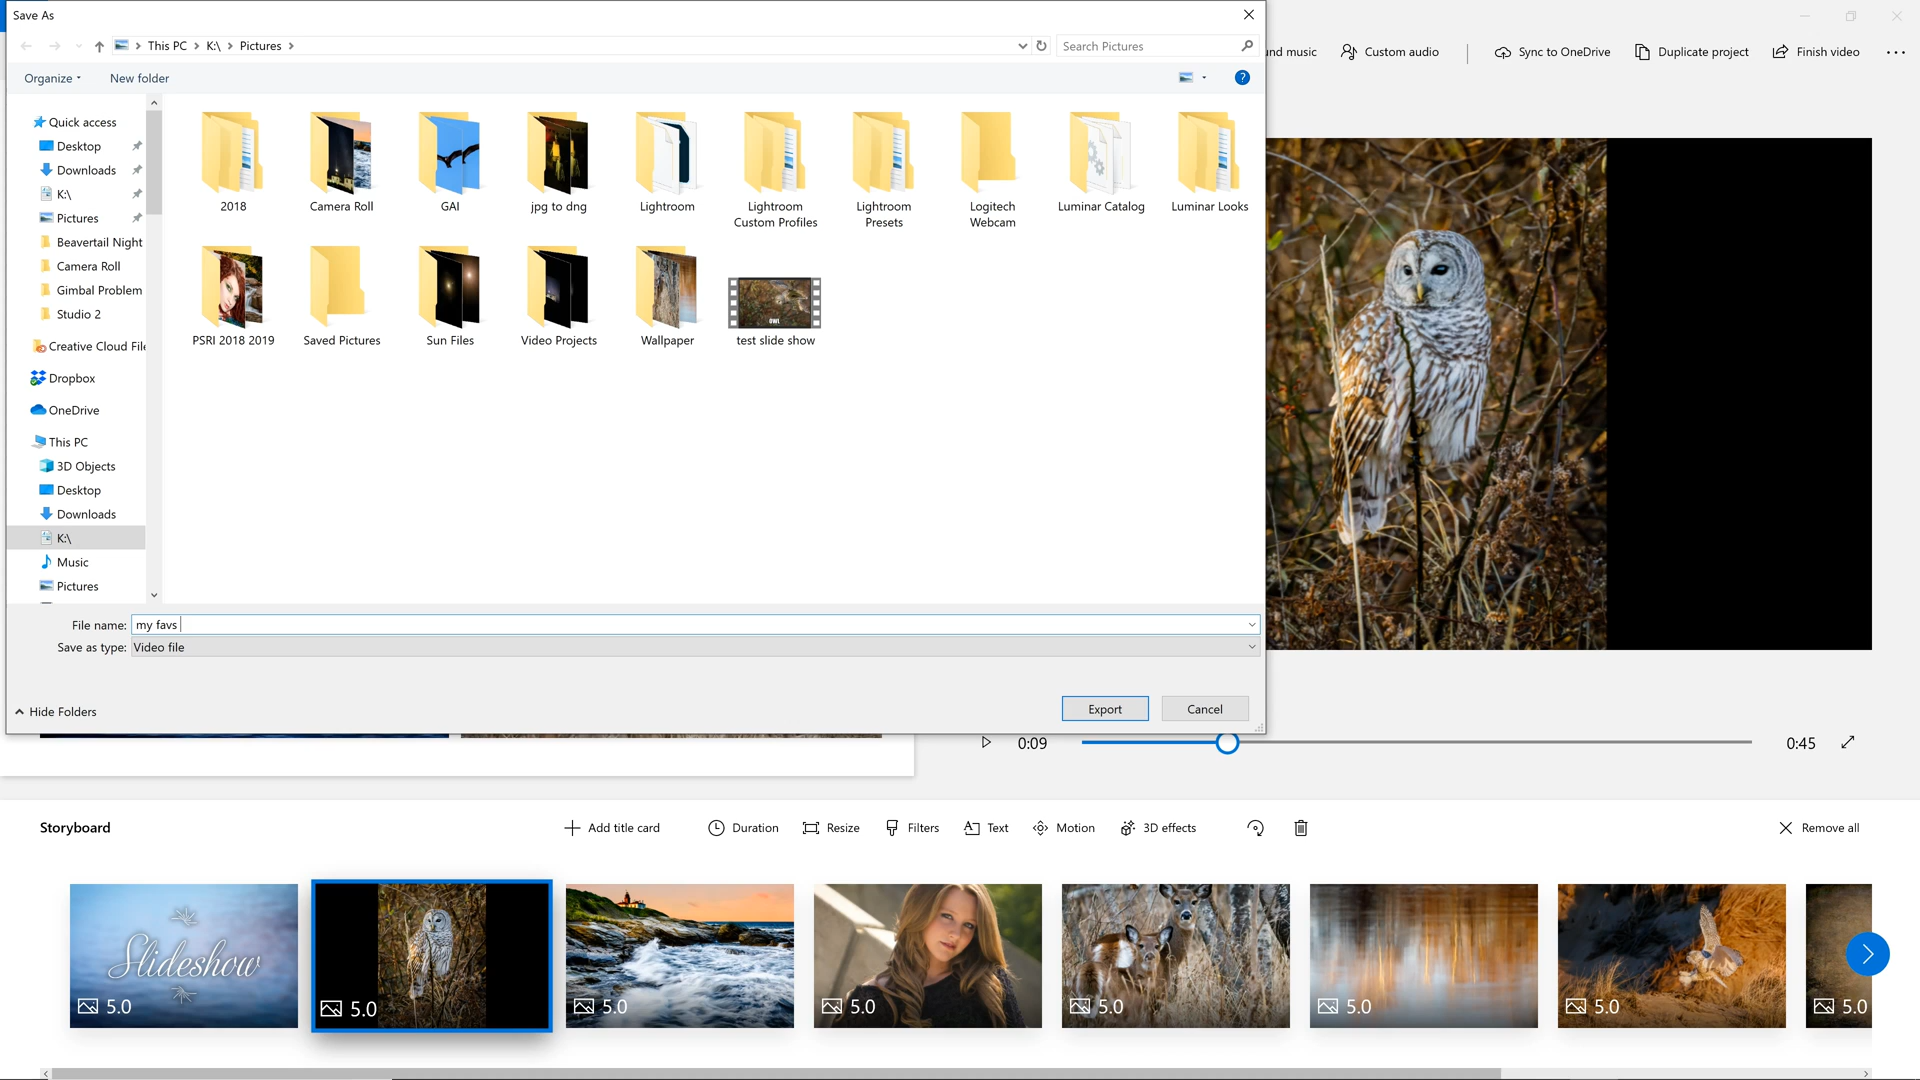 Save As
This PC
K:\
Pictures
Search Pictures
nd music
Custom audio
Sync to OneDrive
Duplicate project
Finish video
Organize
New folder
Quick access
Desktop
Downloads
K:\
Pictures
Beavertail Night
Camera Roll
Gimbal Problem
Studio 2
Creative Cloud File
Dropbox
OneDrive
This PC
3D Objects
Desktop
Downloads
K:\
Music
Pictures
2018
Camera Roll
GAI
jpg to dng
Lightroom
Lightroom
Custom Profiles
Lightroom
Presets
Logitech
Webcam
Luminar Catalog
Luminar Looks
PSRI 2018 2019
Saved Pictures
Sun Files
Video Projects
Wallpaper
OWL
test slide show
File name: my favs
Save as type: Video file
Hide Folders
Export
Cancel
0:09
0:45
Storyboard
Add title card
Duration
Resize
Filters
Text
Motion
3D effects
Remove all
Slideshow
5.0
5.0
5.0
5.0
5.0
5.0
5.0
5.0